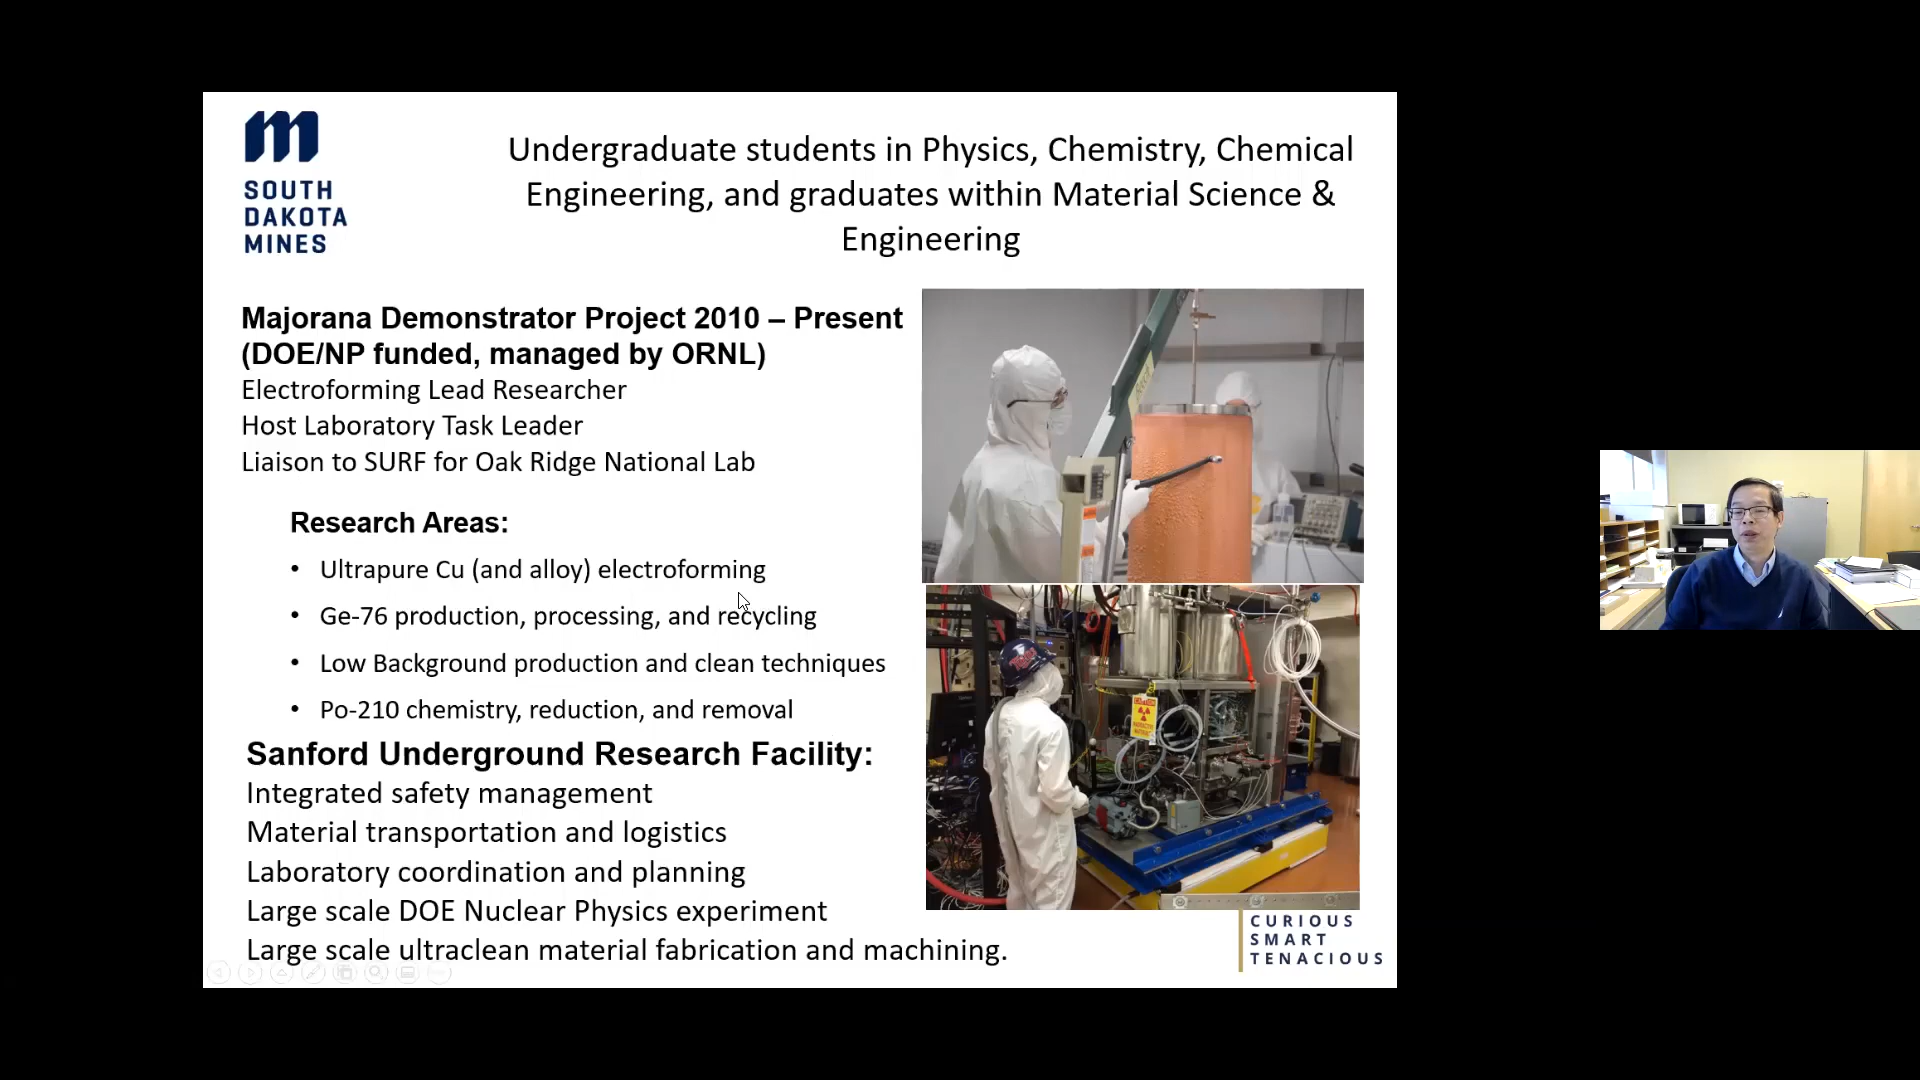 SOUTH
DAKOTA
MINES
Undergraduate students in Physics, Chemistry, Chemical
Engineering, and graduates within Material Science &
Engineering
Majorana Demonstrator Project 2010 – Present
(DOE/NP funded, managed by ORNL)
Electroforming Lead Researcher
Host Laboratory Task Leader
Liaison to SURF for Oak Ridge National Lab
Research Areas:
• Ultrapure Cu (and alloy) electroforming
• Ge-76 production, processing, and recycling
• Low Background production and clean techniques
• Po-210 chemistry, reduction, and removal
Sanford Underground Research Facility:
Integrated safety management
Material transportation and logistics
Laboratory coordination and planning
Large scale DOE Nuclear Physics experiment
Large scale ultraclean material fabrication and machining.
CAUTION
CURIOUS
SMART
TENACIOUS